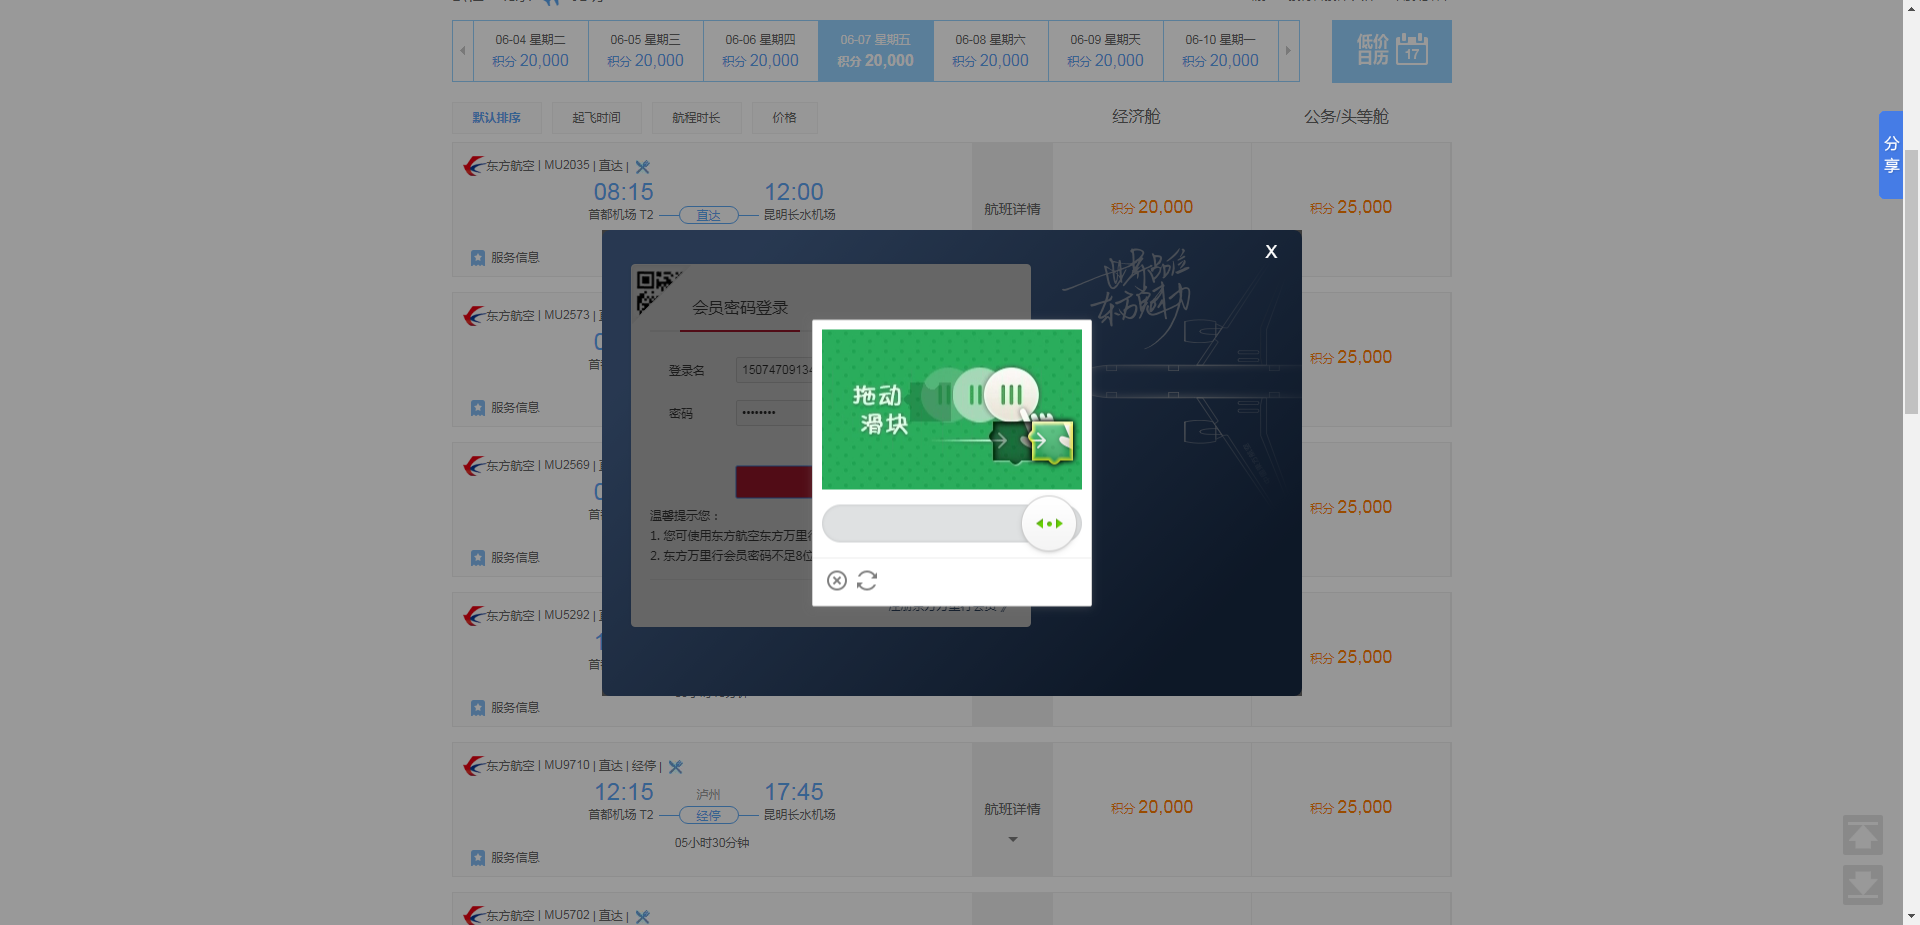 06-04 星期二
积分 20,000
06-05 星期三
积分 20,000
06-06 星期四
积分 20,000
06-07 星期五
积分 20,000
06-08 星期六
积分 20,000
06-09 星期天
积分 20,000
06-10 星期一
积分 20,000
低价
日历
17
默认排序
起飞时间
航程时长
价格
经济舱
公务/头等舱
分
享
东方航空 | MU2035 | 直达 |
08:15
12:00
首都机场 T2
直达
昆明长水机场
航班详情
积分 20,000
积分 25,000
服务信息
X
世界品位
东方魅力
会员密码登录
登录名
1507470913
密码
••••••••
温馨提示您：
1. 您可使用东方航空东方万里
2. 东方万里行会员密码不足8位
注册东方万里行会员 》
拖动
滑块
东方航空 | MU2573 |
首
积分 25,000
服务信息
东方航空 | MU2569 |
首
积分 25,000
服务信息
东方航空 | MU5292 |
首
积分 25,000
服务信息
东方航空 | MU9710 | 直达 | 经停 |
12:15
泸州
17:45
首都机场 T2
经停
昆明长水机场
05小时30分钟
航班详情
积分 20,000
积分 25,000
服务信息
东方航空 | MU5702 | 直达 |